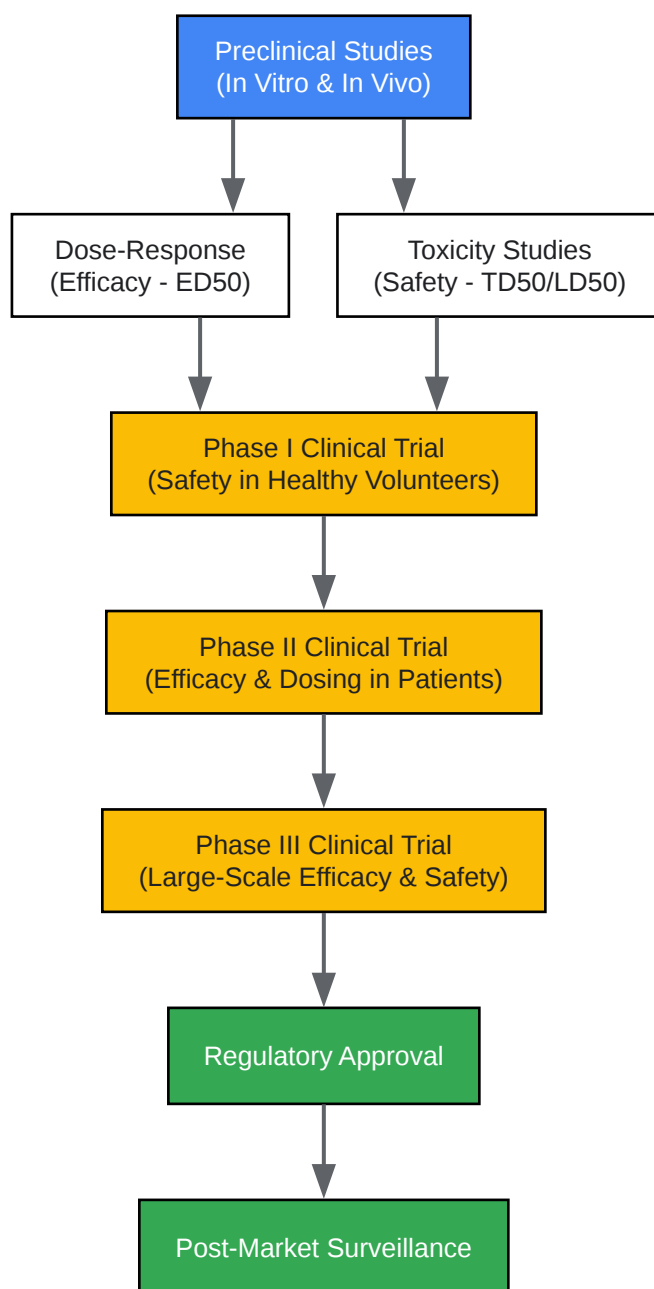 Preclinical Studies
(In Vitro & In Vivo)
Dose-Response
(Efficacy - ED50)
Toxicity Studies
(Safety - TD50/LD50)
Phase I Clinical Trial
(Safety in Healthy Volunteers)
Phase II Clinical Trial
(Efficacy & Dosing in Patients)
Phase III Clinical Trial
(Large-Scale Efficacy & Safety)
Regulatory Approval
Post-Market Surveillance